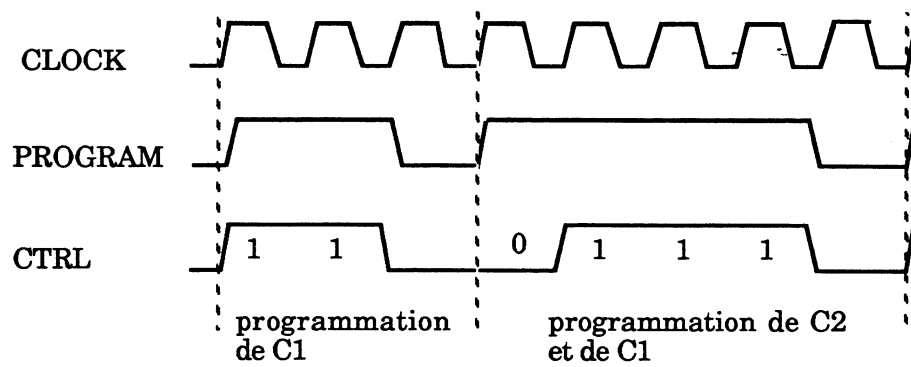 CLOCK
PROGRAM
CTRL
1 1 0 1 1 1
programmation
de C1
programmation de C2
et de C1